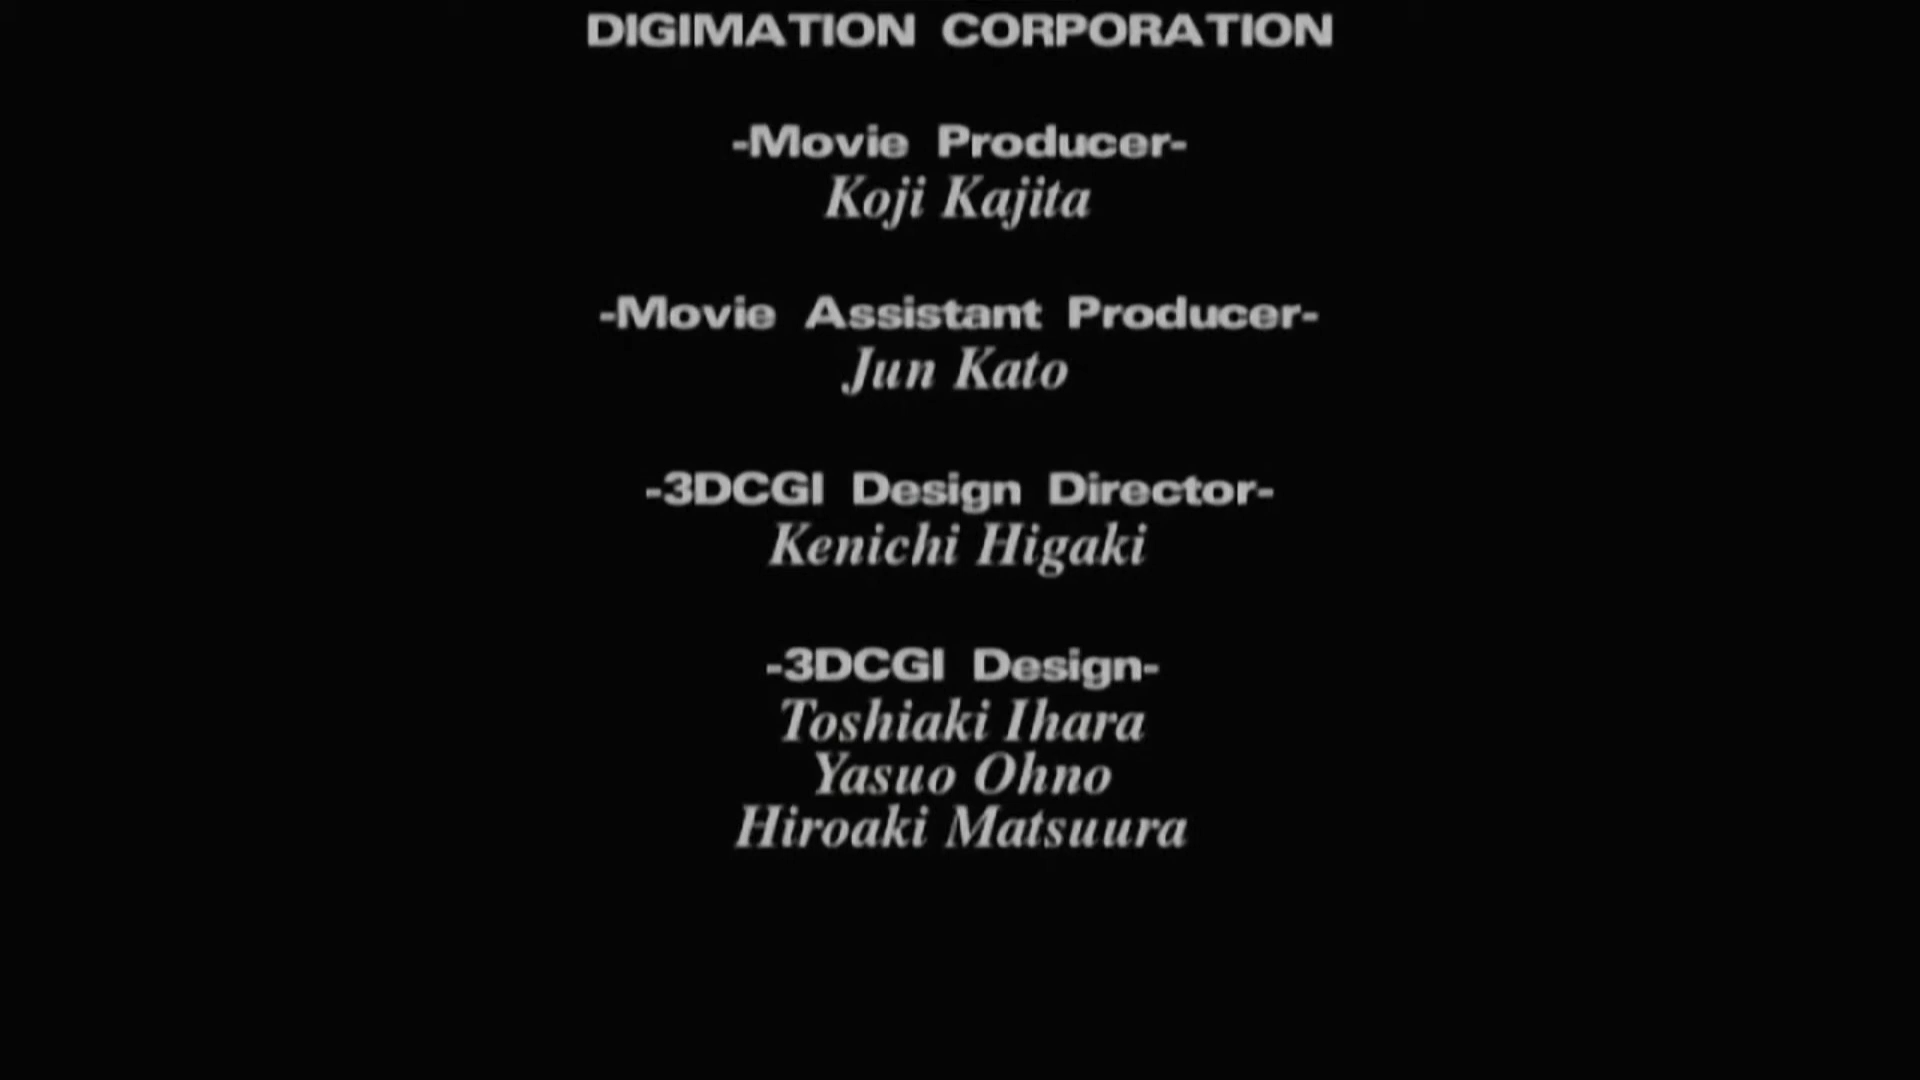 DIGIMATION CORPORATION
-Movie Producer-
Koji Kajita
-Movie Assistant Producer-
Jun Kato
-3DCGI Design Director-
Kenichi Higaki
-3DCGI Design-
Toshiaki Ihara
Yasuo Ohno
Hiroaki Matsuura